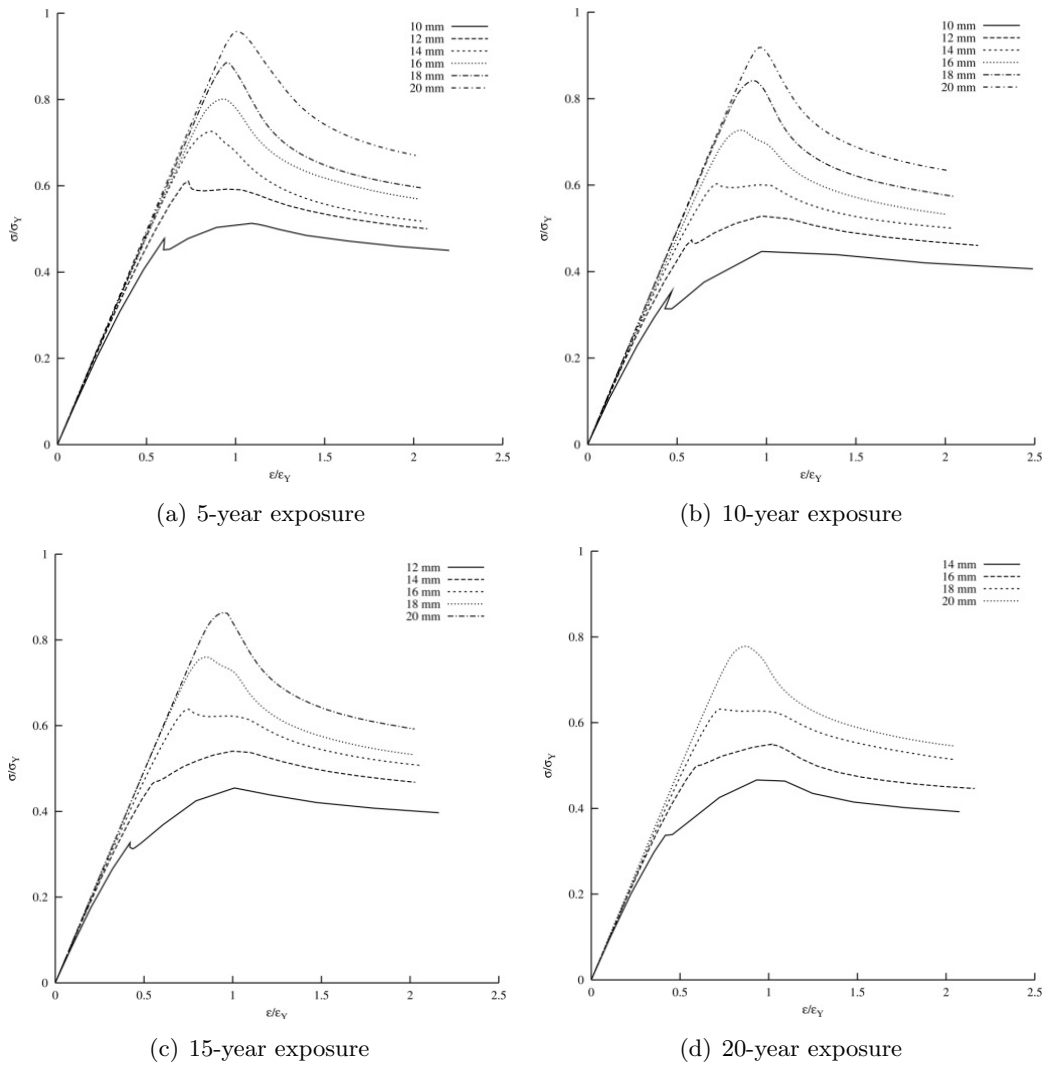 1
0.8
0.6
0.4
0.2
0
σ/σY
0 0.5 1 1.5 2 2.5
ε/εY
10 mm
12 mm
14 mm
16 mm
18 mm
20 mm
(a) 5-year exposure
1
0.8
0.6
0.4
0.2
0
σ/σY
0 0.5 1 1.5 2 2.5
ε/εY
10 mm
12 mm
14 mm
16 mm
18 mm
20 mm
(b) 10-year exposure
1
0.8
0.6
0.4
0.2
0
σ/σY
0 0.5 1 1.5 2 2.5
ε/εY
12 mm
14 mm
16 mm
18 mm
20 mm
(c) 15-year exposure
1
0.8
0.6
0.4
0.2
0
σ/σY
0 0.5 1 1.5 2 2.5
ε/εY
14 mm
16 mm
18 mm
20 mm
(d) 20-year exposure